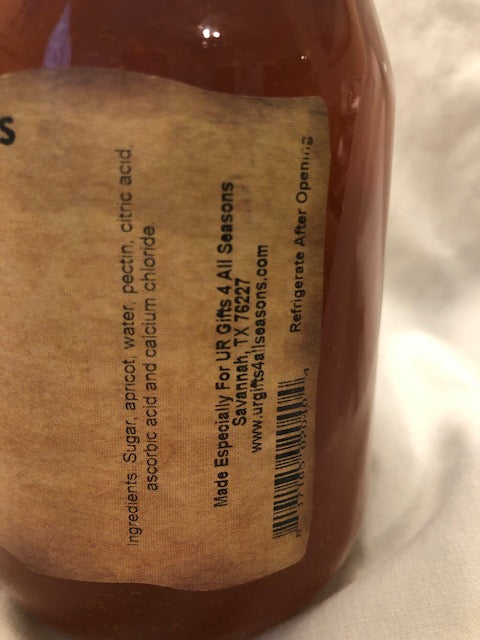 s
Ingredients: Sugar, apricot, water, pectin, citric acid,
ascorbic acid and calcium chloride.
Made Especially For UR Gifts 4 All Seasons
Savannah, TX 76227
www.urgifts4allseasons.com
Refrigerate After Opening